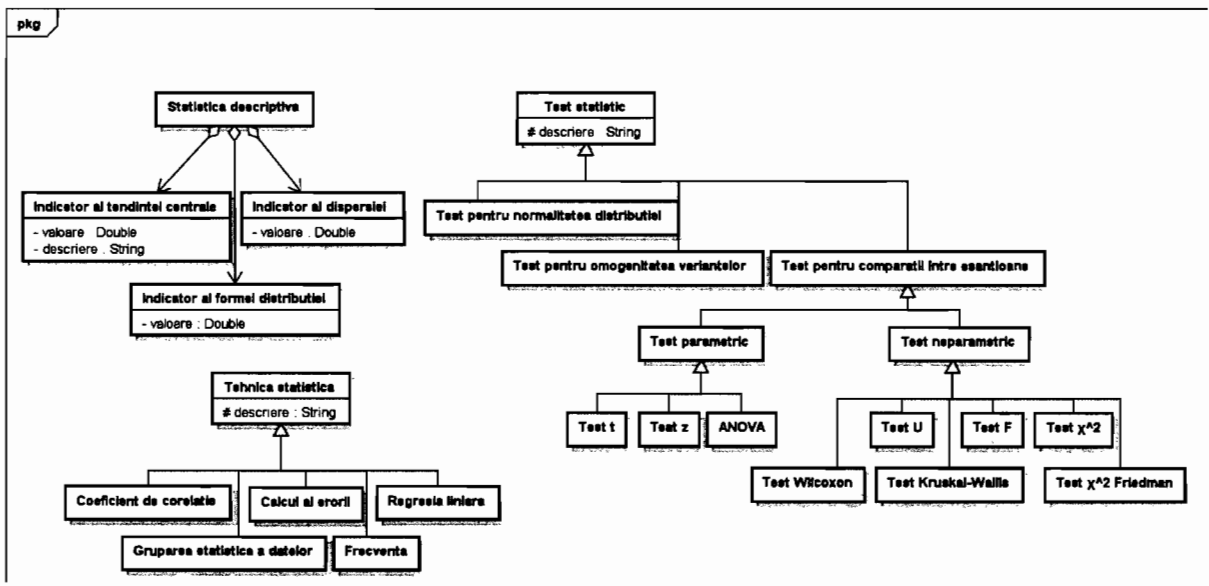 pkg
Statistica descriptiva
Indicator al tendintei centrale
- valoare Double
- descriere . String
Indicator al dispersiei
- valoare . Double
Indicator al formei distributiei
- valoare : Double
Tehnica statistica
# descriere : String
Coeficient de corelatie
Calcul al erorii
Regresia liniara
Gruparea statistica a datelor
Frecventa
Test statistic
# descriere String
Test pentru normalitatea distributiei
Test pentru omogenitatea variantelor
Test pentru comparatii intre esantioane
Test parametric
Test neparametric
Test t
Test z
ANOVA
Test U
Test F
Test χ^2
Test Wilcoxon
Test Kruskal-Wallis
Test χ^2 Friedman